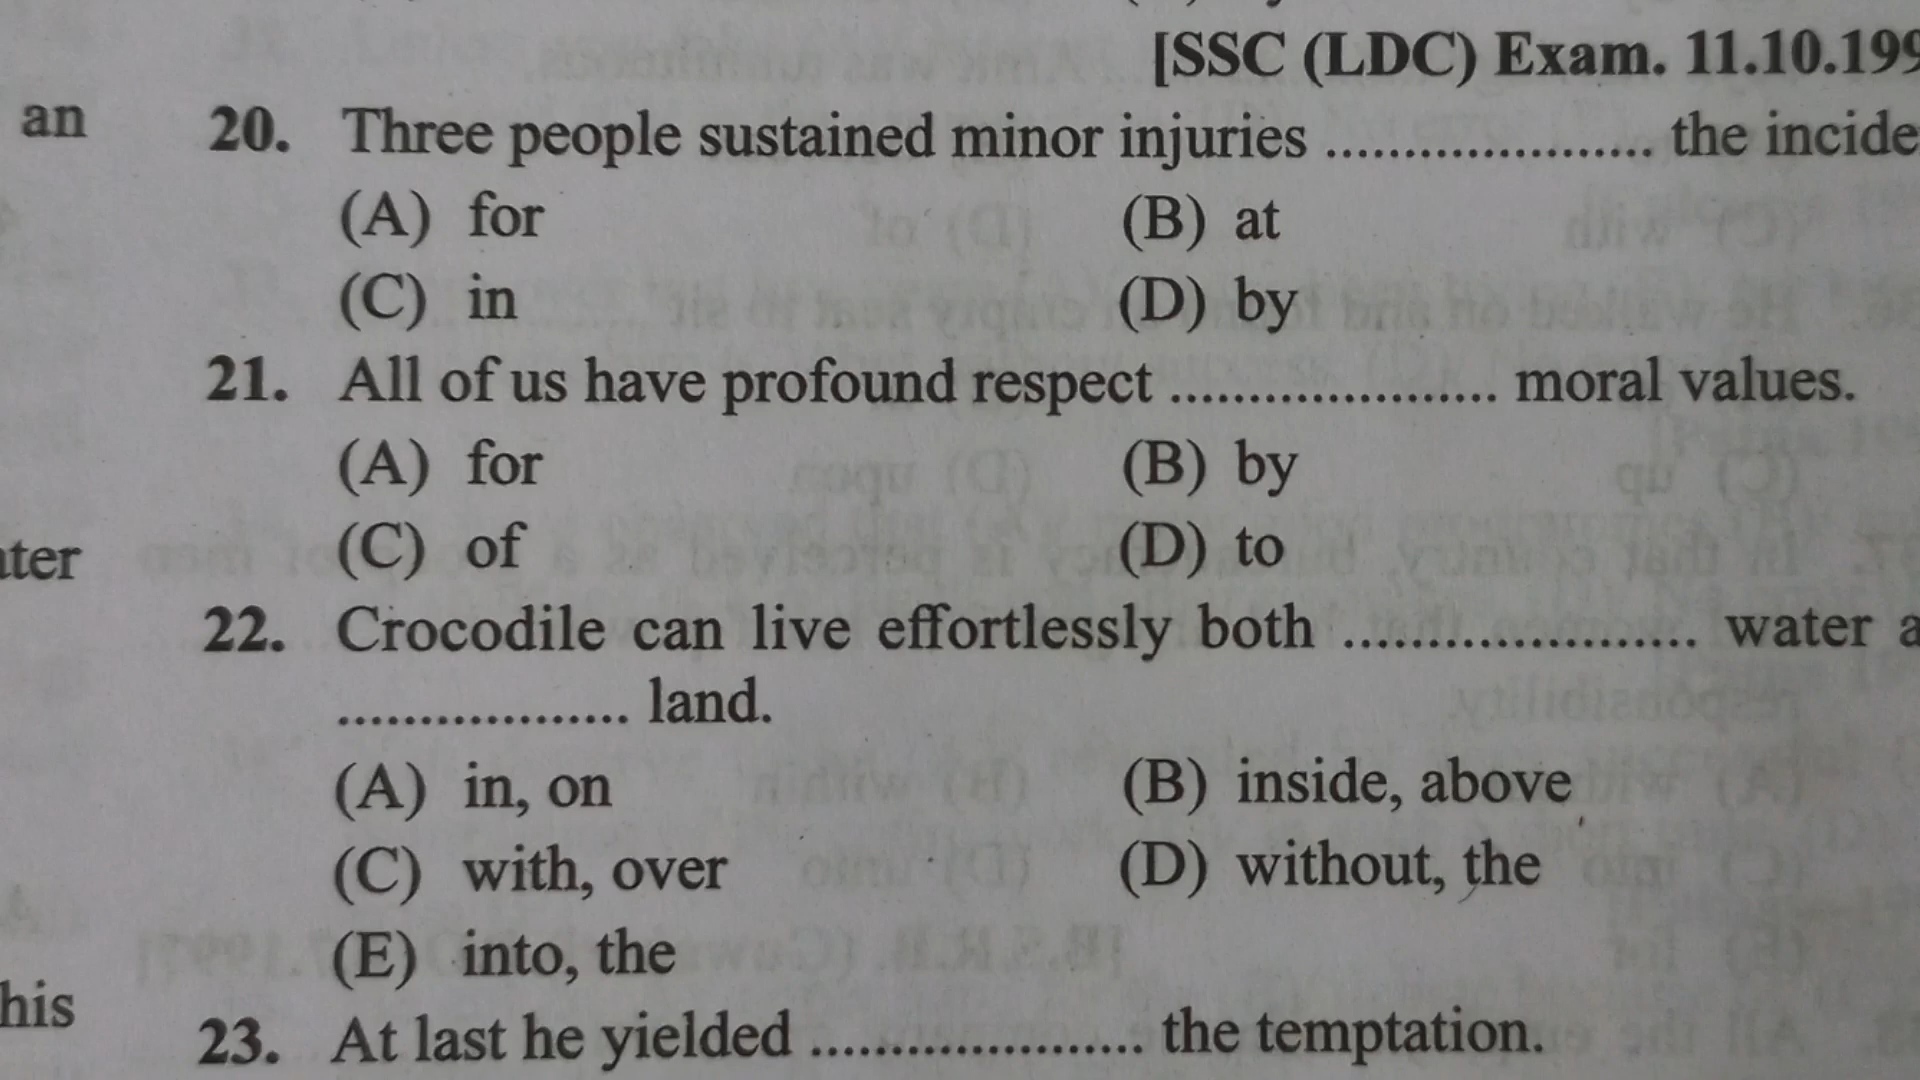 [SSC (LDC) Exam. 11.10.199
an
20. Three people sustained minor injuries ..................... the incide
(A) for (B) at
(C) in (D) by
21. All of us have profound respect ..................... moral values.
(A) for (B) by
(C) of (D) to
ter
22. Crocodile can live effortlessly both ...................... water a
.................. land.
(A) in, on (B) inside, above
(C) with, over (D) without, the
(E) into, the
his
23. At last he yielded ..................... the temptation.